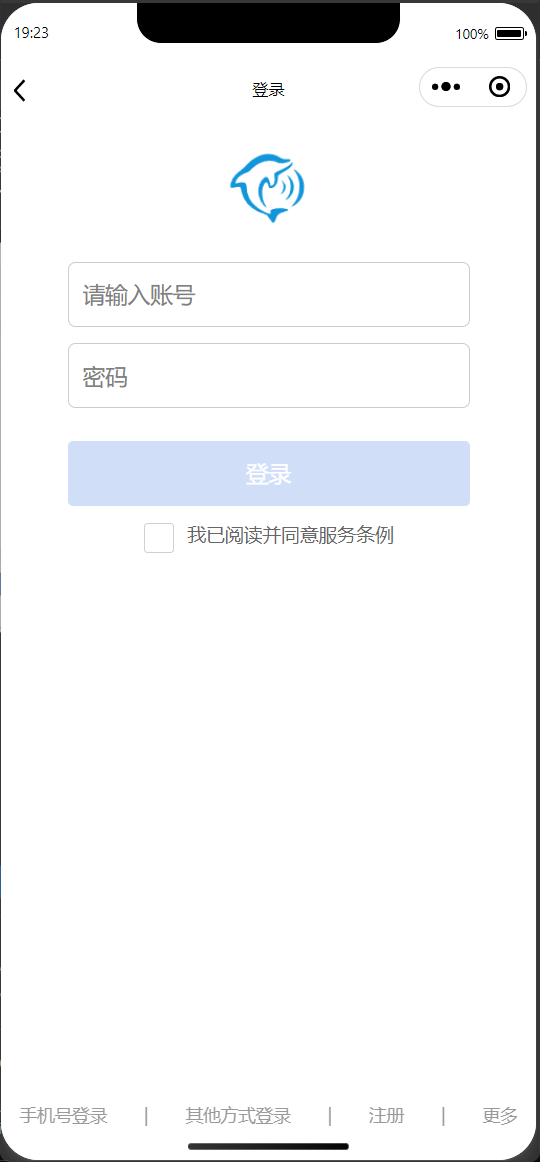 19:23
100%
登录
请输入账号
密码
登录
我已阅读并同意服务条例
手机号登录 | 其他方式登录 | 注册 | 更多